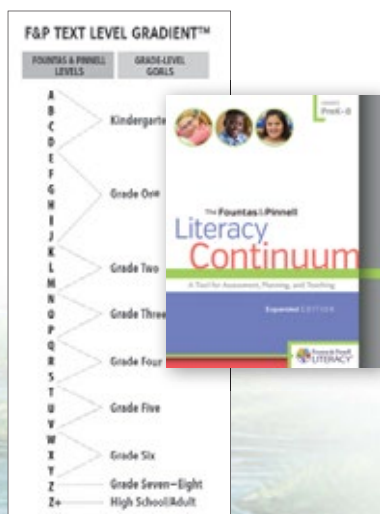 F&P TEXT LEVEL GRADIENT™
FOUNTAS & PINNELL
LEVELS
GRADE-LEVEL
GOALS
A
B
C
D
E
F
G
H
I
J
K
L
M
N
O
P
Q
R
S
T
U
V
W
X
Y
Z
Z+
Kindergarte
Grade One
Grade Two
Grade Three
Grade Four
Grade Five
Grade Six
Grade Seven–Eight
High School/Adult
PreK–8
The Fountas & Pinnell
Literacy
Continuum
A Tool for Assessment, Planning, and Teaching
Expanded EDITION
Fountas & Pinnell
LITERACY